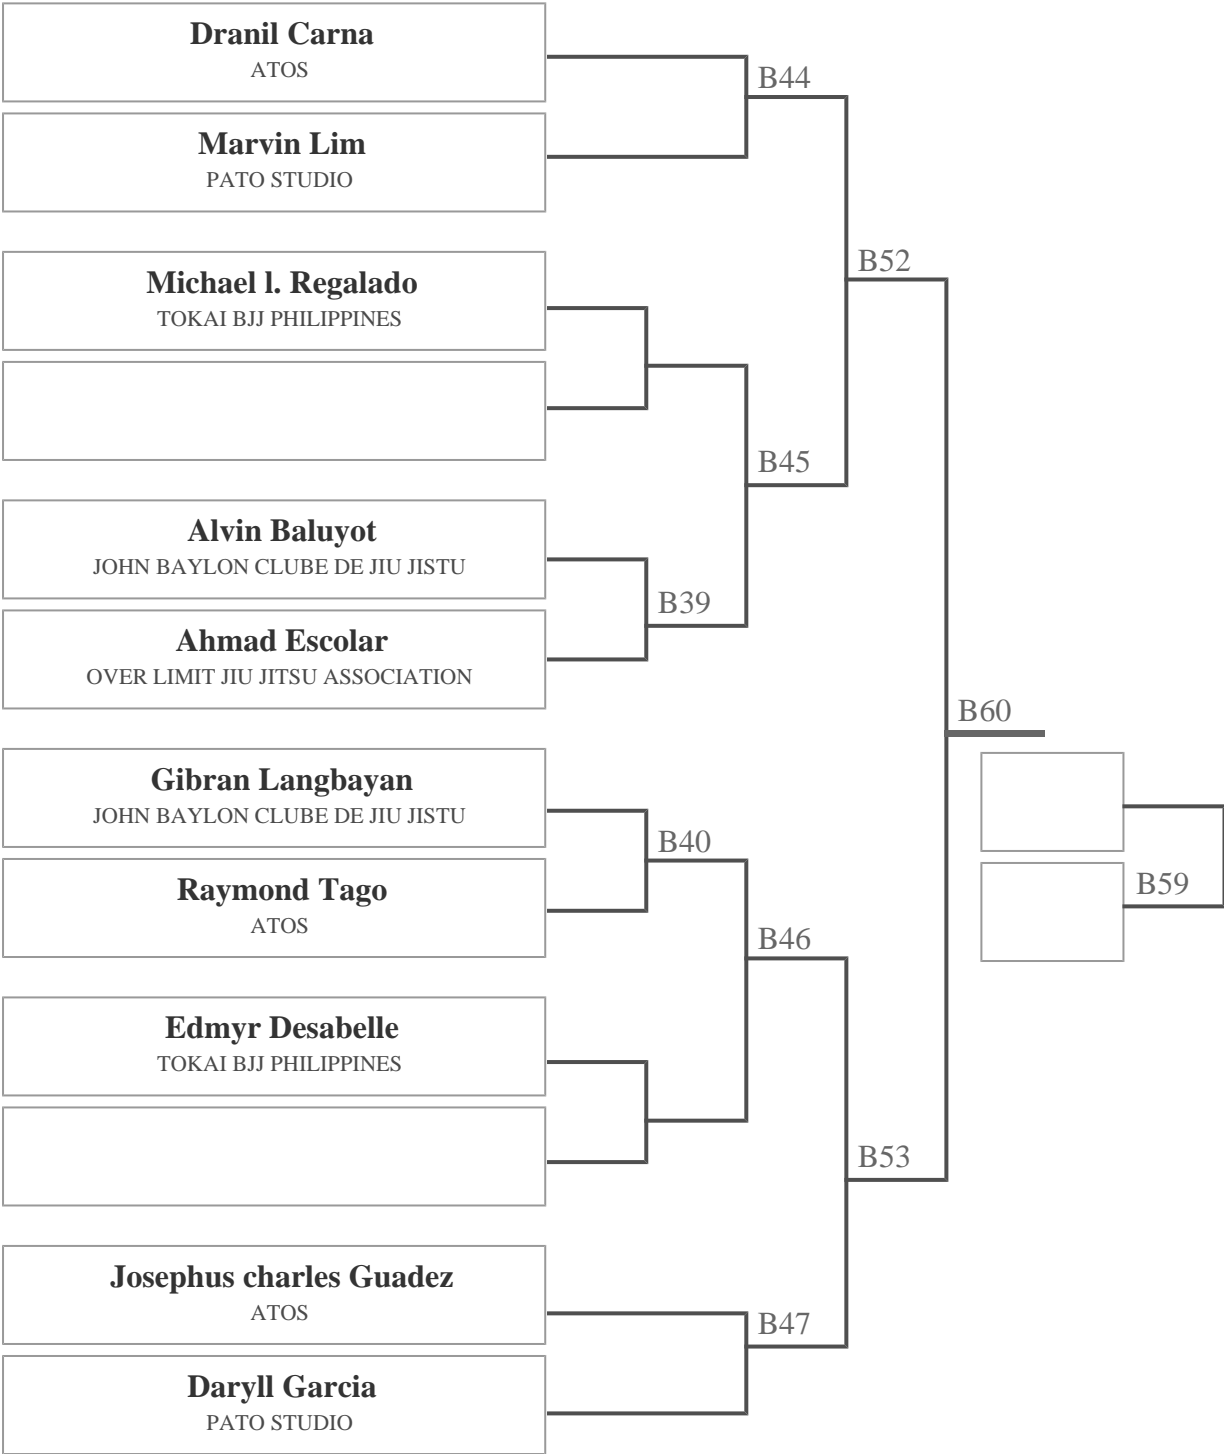 Dranil Carna
ATOS
B44
Marvin Lim
PATO STUDIO
B52
Michael l. Regalado
TOKAI BJJ PHILIPPINES
B45
Alvin Baluyot
JOHN BAYLON CLUBE DE JIU JISTU
B39
Ahmad Escolar
OVER LIMIT JIU JITSU ASSOCIATION
B60
Gibran Langbayan
JOHN BAYLON CLUBE DE JIU JISTU
B40
Raymond Tago
ATOS
B59
B46
Edmyr Desabelle
TOKAI BJJ PHILIPPINES
B53
Josephus charles Guadez
ATOS
B47
Daryll Garcia
PATO STUDIO